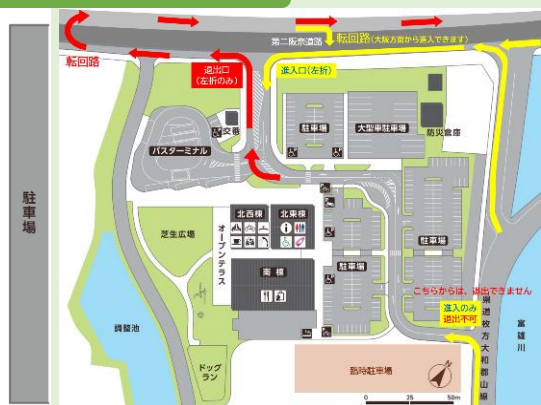 駐車場
第二阪奈道路
転回路(大阪方面から進入できます)
転回路
退出口
(左折のみ)
進入口(左折)
交番
駐車場
大型車駐車場
防災倉庫
バスターミナル
北西棟
北東棟
駐車場
芝生広場
オープンテラス
南棟
駐車場
こちらからは、退出できません
進入のみ
退出不可
県道枚方大和郡山線
富雄川
調整池
ドッグ
ラン
臨時駐車場
0 25 50m